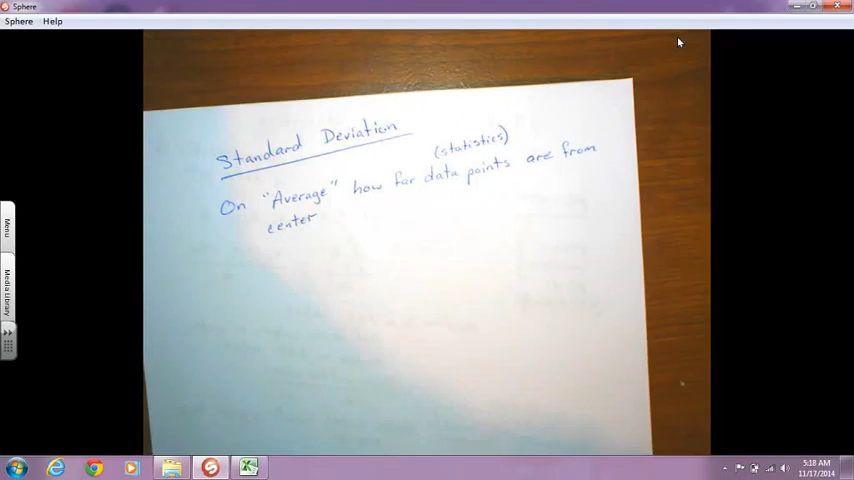 Sphere
Sphere Help
Standard Deviation
(statistics)
On "Average" how far data points are from
center
Menu
Media Library
5:18 AM
11/17/2014